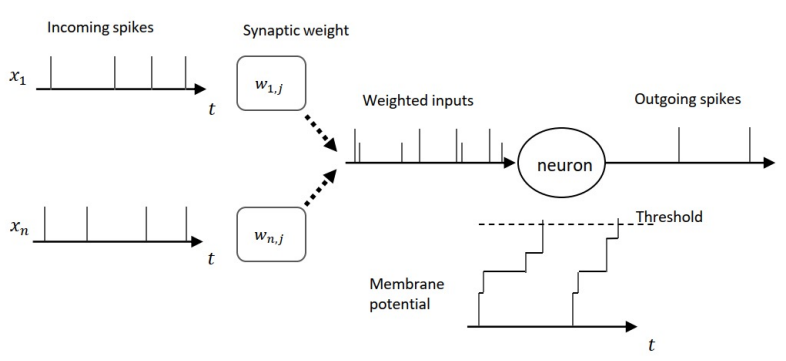 Incoming spikes
Synaptic weight
x₁
w₁,ⱼ
t
Weighted inputs
Outgoing spikes
neuron
xₙ
wₙ,ⱼ
t
Threshold
Membrane
potential
t